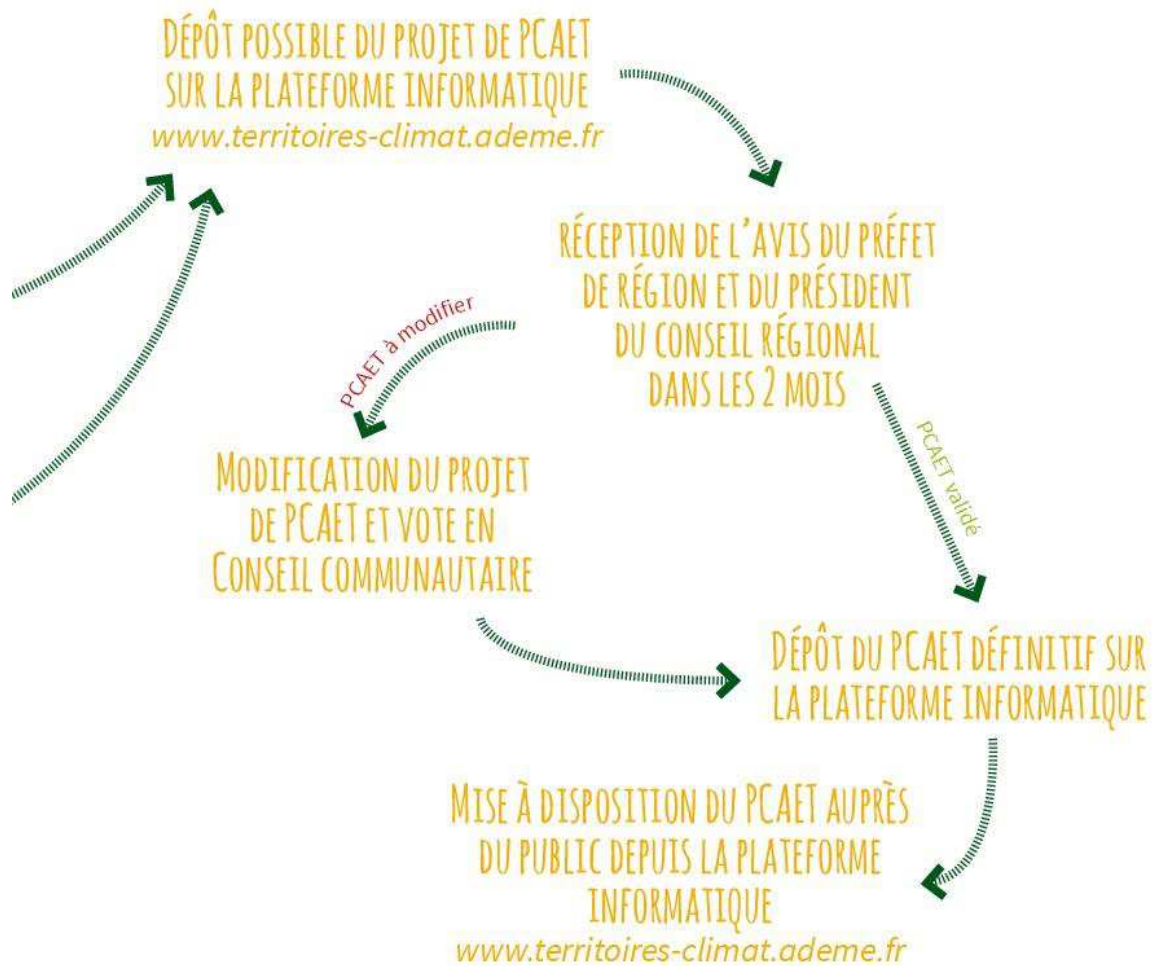 DÉPÔT POSSIBLE DU PROJET DE PCAET
SUR LA PLATEFORME INFORMATIQUE
www.territoires-climat.ademe.fr
RÉCEPTION DE L'AVIS DU PRÉFET
DE RÉGION ET DU PRÉSIDENT
DU CONSEIL RÉGIONAL
DANS LES 2 MOIS
PCAET à modifier
PCAET validé
MODIFICATION DU PROJET
DE PCAET ET VOTE EN
CONSEIL COMMUNAUTAIRE
DÉPÔT DU PCAET DÉFINITIF SUR
LA PLATEFORME INFORMATIQUE
MISE À DISPOSITION DU PCAET AUPRÈS
DU PUBLIC DEPUIS LA PLATEFORME
INFORMATIQUE
www.territoires-climat.ademe.fr